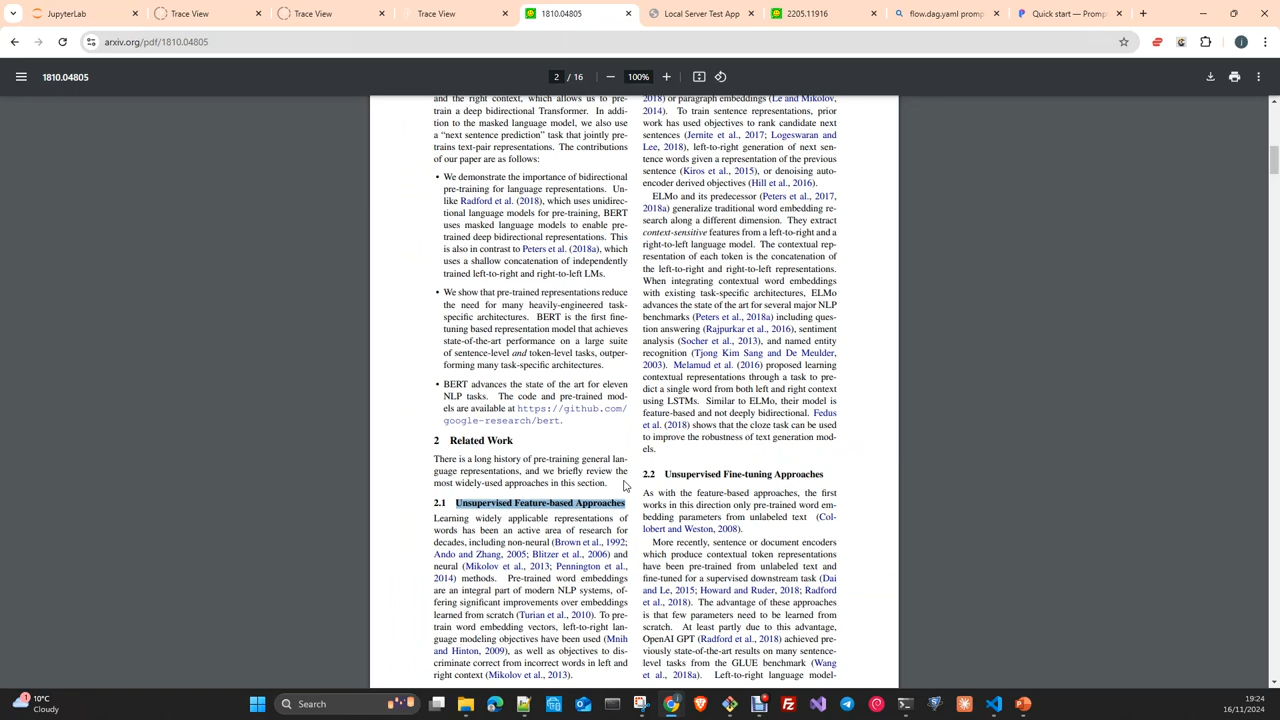 JupyterLab
Trace View
Trace View
Trace View
1810.04805
Local Server Test App
2205.11916
flow.dag.yaml promp
Quick start — Promp
arxiv.org/pdf/1810.04805
1810.04805
2 / 16
100%
and the right context, which allows us to pre-
train a deep bidirectional Transformer. In addi-
tion to the masked language model, we also use
a “next sentence prediction” task that jointly pre-
trains text-pair representations. The contributions
of our paper are as follows:
• We demonstrate the importance of bidirectional
pre-training for language representations. Un-
like Radford et al. (2018), which uses unidirec-
tional language models for pre-training, BERT
uses masked language models to enable pre-
trained deep bidirectional representations. This
is also in contrast to Peters et al. (2018a), which
uses a shallow concatenation of independently
trained left-to-right and right-to-left LMs.
• We show that pre-trained representations reduce
the need for many heavily-engineered task-
specific architectures. BERT is the first fine-
tuning based representation model that achieves
state-of-the-art performance on a large suite
of sentence-level and token-level tasks, outper-
forming many task-specific architectures.
• BERT advances the state of the art for eleven
NLP tasks. The code and pre-trained mod-
els are available at https://github.com/
google-research/bert.
2 Related Work
There is a long history of pre-training general lan-
guage representations, and we briefly review the
most widely-used approaches in this section.
2.1 Unsupervised Feature-based Approaches
Learning widely applicable representations of
words has been an active area of research for
decades, including non-neural (Brown et al., 1992;
Ando and Zhang, 2005; Blitzer et al., 2006) and
neural (Mikolov et al., 2013; Pennington et al.,
2014) methods. Pre-trained word embeddings
are an integral part of modern NLP systems, of-
fering significant improvements over embeddings
learned from scratch (Turian et al., 2010). To pre-
train word embedding vectors, left-to-right lan-
guage modeling objectives have been used (Mnih
and Hinton, 2009), as well as objectives to dis-
criminate correct from incorrect words in left and
right context (Mikolov et al., 2013).
2018) or paragraph embeddings (Le and Mikolov,
2014). To train sentence representations, prior
work has used objectives to rank candidate next
sentences (Jernite et al., 2017; Logeswaran and
Lee, 2018), left-to-right generation of next sen-
tence words given a representation of the previous
sentence (Kiros et al., 2015), or denoising auto-
encoder derived objectives (Hill et al., 2016).
ELMo and its predecessor (Peters et al., 2017,
2018a) generalize traditional word embedding re-
search along a different dimension. They extract
context-sensitive features from a left-to-right and a
right-to-left language model. The contextual rep-
resentation of each token is the concatenation of
the left-to-right and right-to-left representations.
When integrating contextual word embeddings
with existing task-specific architectures, ELMo
advances the state of the art for several major NLP
benchmarks (Peters et al., 2018a) including ques-
tion answering (Rajpurkar et al., 2016), sentiment
analysis (Socher et al., 2013), and named entity
recognition (Tjong Kim Sang and De Meulder,
2003). Melamud et al. (2016) proposed learning
contextual representations through a task to pre-
dict a single word from both left and right context
using LSTMs. Similar to ELMo, their model is
feature-based and not deeply bidirectional. Fedus
et al. (2018) shows that the cloze task can be used
to improve the robustness of text generation mod-
els.
2.2 Unsupervised Fine-tuning Approaches
As with the feature-based approaches, the first
works in this direction only pre-trained word em-
bedding parameters from unlabeled text (Col-
lobert and Weston, 2008).
More recently, sentence or document encoders
which produce contextual token representations
have been pre-trained from unlabeled text and
fine-tuned for a supervised downstream task (Dai
and Le, 2015; Howard and Ruder, 2018; Radford
et al., 2018). The advantage of these approaches
is that few parameters need to be learned from
scratch. At least partly due to this advantage,
OpenAI GPT (Radford et al., 2018) achieved pre-
viously state-of-the-art results on many sentence-
level tasks from the GLUE benchmark (Wang
et al., 2018a). Left-to-right language model-
10°C
Cloudy
Search
19:24
16/11/2024